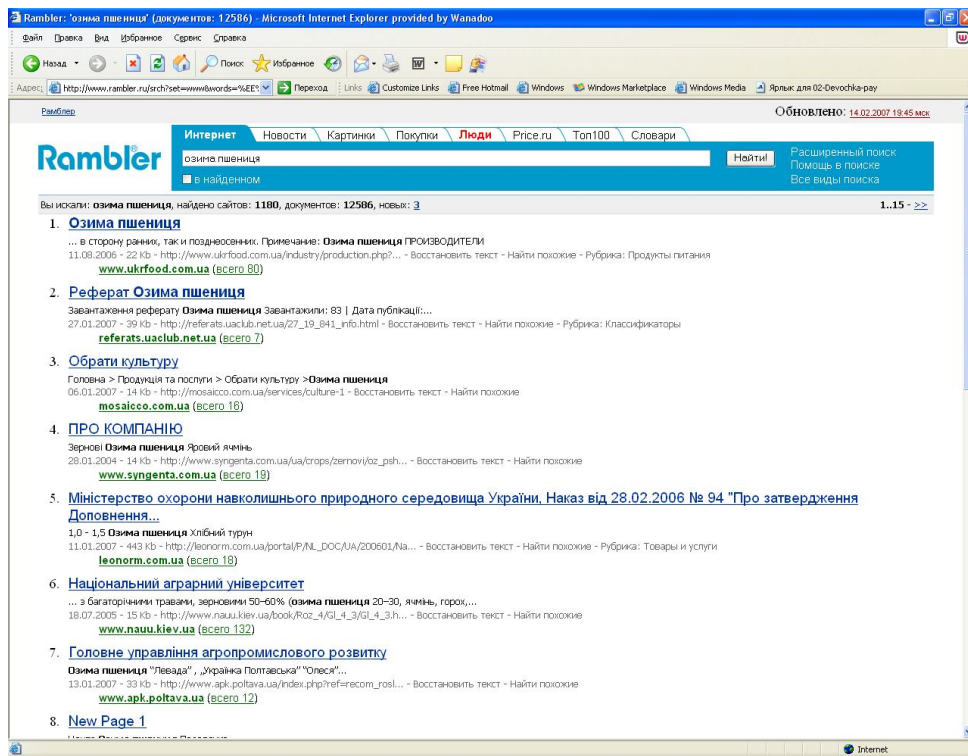 Rambler: 'озима пшениця' (документов: 12586) - Microsoft Internet Explorer provided by Wanadoo
Файл Правка Вид Избранное Сервис Справка
Назад Поиск Избранное
Адрес: http://www.rambler.ru/srch?set=www&words=%EE% Переход Links Customize Links Free Hotmail Windows Windows Marketplace Windows Media Ярлык для 02-Devochka-pay
Рамблер Обновлено: 14.02.2007 19:45 мск
Интернет Новости Картинки Покупки Люди Price.ru Топ100 Словари
Rambler озима пшениця Найти! Расширенный поиск
Помощь в поиске
в найденном Все виды поиска
Вы искали: озима пшениця, найдено сайтов: 1180, документов: 12586, новых: 3 1..15 - >>
1. Озима пшениця
... в сторону ранних, так и позднеосенних. Примечание: Озима пшениця ПРОИЗВОДИТЕЛИ
11.08.2006 - 22 Kb - http://www.ukrfood.com.ua/industry/production.php?... - Восстановить текст - Найти похожие - Рубрика: Продукты питания
www.ukrfood.com.ua (всего 80)
2. Реферат Озима пшениця
Завантаження реферату Озима пшениця Завантажили: 83 | Дата публікації:...
27.01.2007 - 39 Kb - http://referats.uaclub.net.ua/27_19_841_info.html - Восстановить текст - Найти похожие - Рубрика: Классификаторы
referats.uaclub.net.ua (всего 7)
3. Обрати культуру
Головна > Продукція та послуги > Обрати культуру >Озима пшениця
06.01.2007 - 14 Kb - http://mosaicco.com.ua/services/culture-1 - Восстановить текст - Найти похожие
mosaicco.com.ua (всего 16)
4. ПРО КОМПАНІЮ
Зернові Озима пшениця Яровий ячмінь
28.01.2004 - 14 Kb - http://www.syngenta.com.ua/ua/crops/zernovi/oz_psh... - Восстановить текст - Найти похожие
www.syngenta.com.ua (всего 19)
5. Міністерство охорони навколишнього природного середовища України, Наказ від 28.02.2006 № 94 "Про затвердження
Доповнення...
1,0 - 1,5 Озима пшениця Хлібний турун
11.01.2007 - 443 Kb - http://leonorm.com.ua/portal/P/NL_DOC/UA/200601/Na... - Восстановить текст - Найти похожие - Рубрика: Товары и услуги
leonorm.com.ua (всего 18)
6. Національний аграрний університет
... з багаторічними травами, зерновими 50–60% (озима пшениця 20–30, ячмінь, горох,...
18.07.2005 - 15 Kb - http://www.nauu.kiev.ua/book/Roz_4/Gl_4_3/Gl_4_3.h... - Восстановить текст - Найти похожие
www.nauu.kiev.ua (всего 132)
7. Головне управління агропромислового розвитку
Озима пшениця "Левада" , „Українка Полтавська" "Олеся"...
13.01.2007 - 33 Kb - http://www.apk.poltava.ua/index.php?ref=recom_rosl... - Восстановить текст - Найти похожие
www.apk.poltava.ua (всего 12)
8. New Page 1
Internet